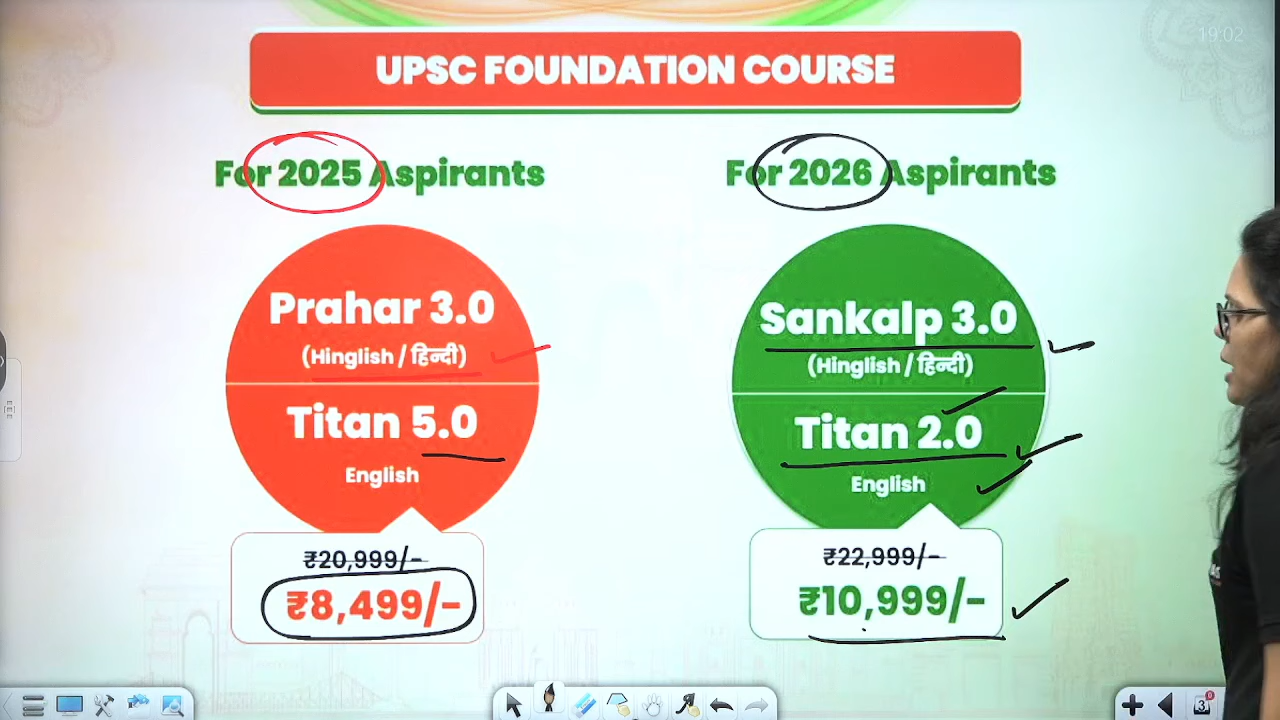 19:02
UPSC FOUNDATION COURSE
For 2025 Aspirants
Prahar 3.0
(Hinglish / हिन्दी)
Titan 5.0
English
₹20,999/-
₹8,499/-
For 2026 Aspirants
Sankalp 3.0
(Hinglish / हिन्दी)
Titan 2.0
English
₹22,999/-
₹10,999/-
3